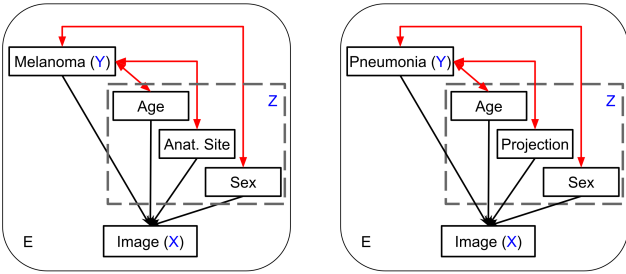 Melanoma (Y)
Z
Age
Anat. Site
Sex
E
Image (X)
Pneumonia (Y)
Z
Age
Projection
Sex
E
Image (X)